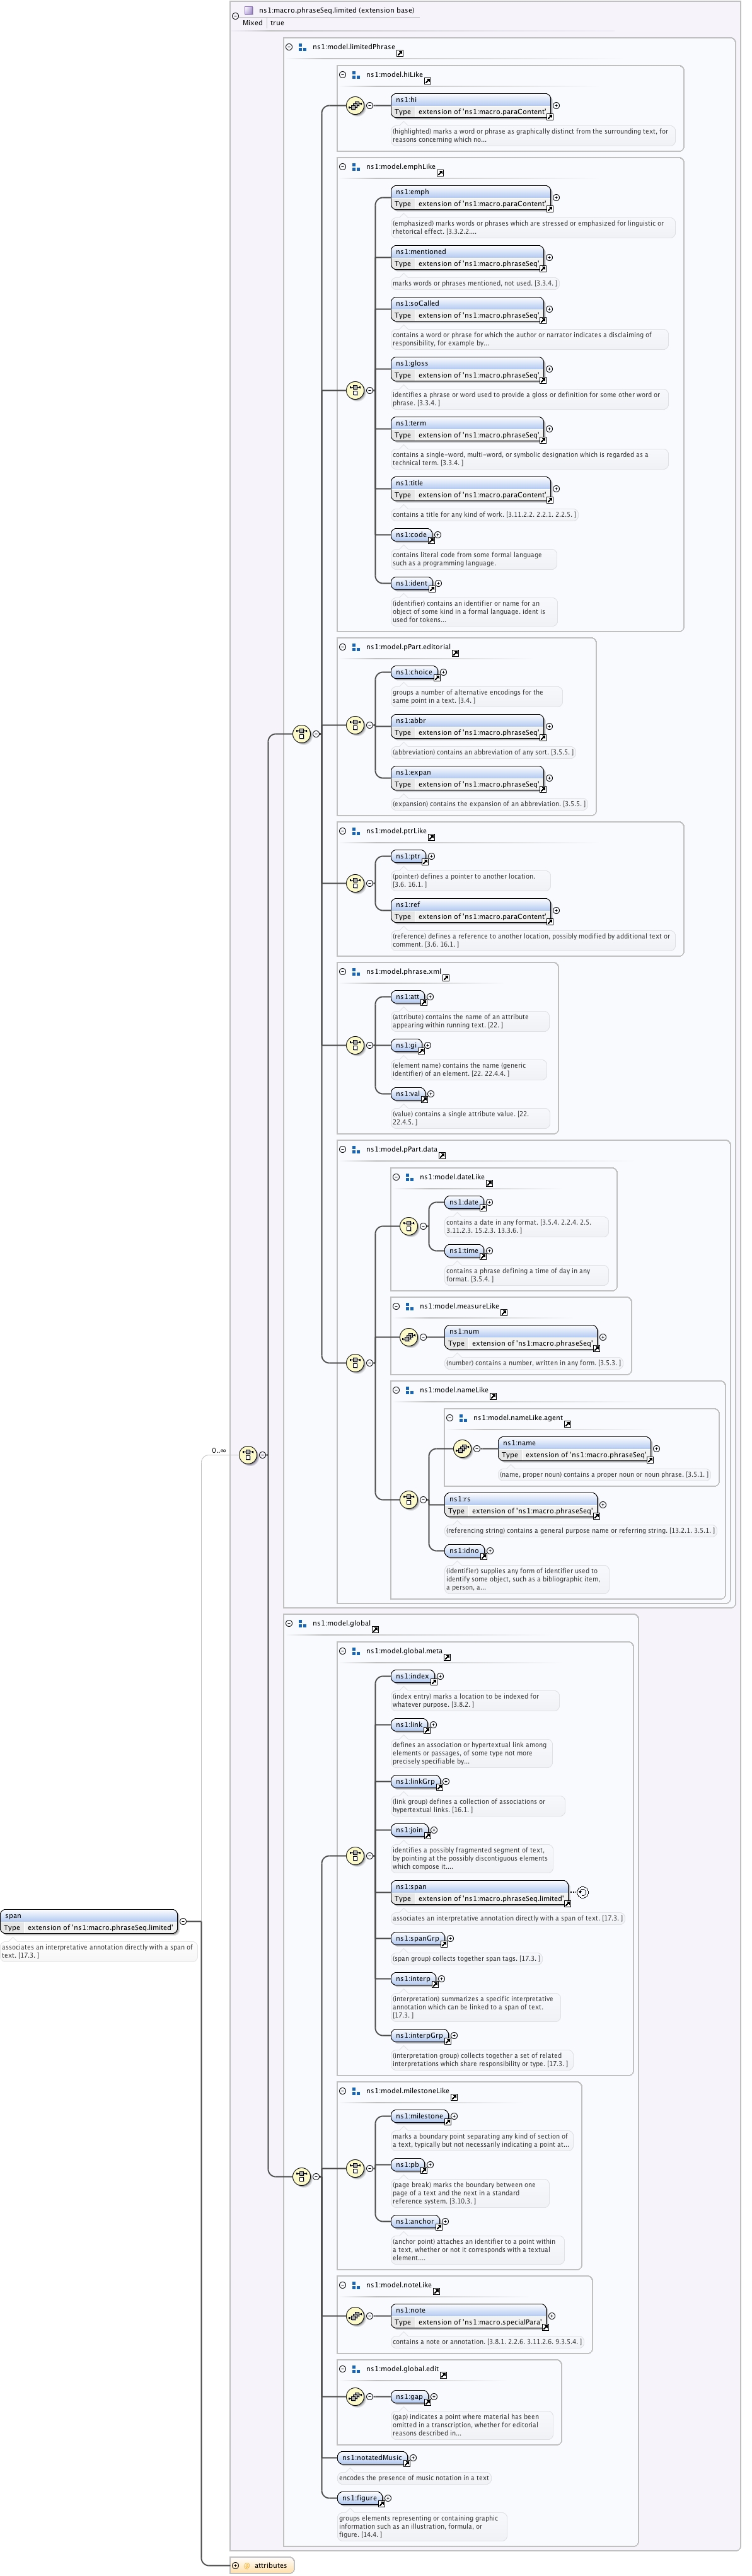 ns1:macro.phraseSeq.limited (extension base)
Mixed true
ns1:model.limitedPhrase
ns1:model.hiLike
ns1:hi
Type extension of 'ns1:macro.paraContent'
(highlighted) marks a word or phrase as graphically distinct from the surrounding text, for
reasons concerning which no...
ns1:model.emphLike
ns1:emph
Type extension of 'ns1:macro.paraContent'
(emphasized) marks words or phrases which are stressed or emphasized for linguistic or
rhetorical effect. [3.3.2.2....
ns1:mentioned
Type extension of 'ns1:macro.phraseSeq'
marks words or phrases mentioned, not used. [3.3.4. ]
ns1:soCalled
Type extension of 'ns1:macro.phraseSeq'
contains a word or phrase for which the author or narrator indicates a disclaiming of
responsibility, for example by...
ns1:gloss
Type extension of 'ns1:macro.phraseSeq'
identifies a phrase or word used to provide a gloss or definition for some other word or
phrase. [3.3.4. ]
ns1:term
Type extension of 'ns1:macro.phraseSeq'
contains a single-word, multi-word, or symbolic designation which is regarded as a
technical term. [3.3.4. ]
ns1:title
Type extension of 'ns1:macro.paraContent'
contains a title for any kind of work. [3.11.2.2. 2.2.1. 2.2.5. ]
ns1:code
contains literal code from some formal language
such as a programming language.
ns1:ident
(identifier) contains an identifier or name for an
object of some kind in a formal language. ident is
used for tokens...
ns1:model.pPart.editorial
ns1:choice
groups a number of alternative encodings for the
same point in a text. [3.4. ]
ns1:abbr
Type extension of 'ns1:macro.phraseSeq'
(abbreviation) contains an abbreviation of any sort. [3.5.5. ]
ns1:expan
Type extension of 'ns1:macro.phraseSeq'
(expansion) contains the expansion of an abbreviation. [3.5.5. ]
ns1:model.ptrLike
ns1:ptr
(pointer) defines a pointer to another location.
[3.6. 16.1. ]
ns1:ref
Type extension of 'ns1:macro.paraContent'
(reference) defines a reference to another location, possibly modified by additional text or
comment. [3.6. 16.1. ]
ns1:model.phrase.xml
ns1:att
(attribute) contains the name of an attribute
appearing within running text. [22. ]
ns1:gi
(element name) contains the name (generic
identifier) of an element. [22. 22.4.4. ]
ns1:val
(value) contains a single attribute value. [22.
22.4.5. ]
ns1:model.pPart.data
ns1:model.dateLike
ns1:date
contains a date in any format. [3.5.4. 2.2.4. 2.5.
3.11.2.3. 15.2.3. 13.3.6. ]
ns1:time
contains a phrase defining a time of day in any
format. [3.5.4. ]
ns1:model.measureLike
ns1:num
Type extension of 'ns1:macro.phraseSeq'
(number) contains a number, written in any form. [3.5.3. ]
ns1:model.nameLike
ns1:model.nameLike.agent
ns1:name
Type extension of 'ns1:macro.phraseSeq'
(name, proper noun) contains a proper noun or noun phrase. [3.5.1. ]
0..∞
ns1:rs
Type extension of 'ns1:macro.phraseSeq'
(referencing string) contains a general purpose name or referring string. [13.2.1. 3.5.1. ]
ns1:idno
(identifier) supplies any form of identifier used to
identify some object, such as a bibliographic item,
a person, a...
ns1:model.global
ns1:model.global.meta
ns1:index
(index entry) marks a location to be indexed for
whatever purpose. [3.8.2. ]
ns1:link
defines an association or hypertextual link among
elements or passages, of some type not more
precisely specifiable by...
ns1:linkGrp
(link group) defines a collection of associations or
hypertextual links. [16.1. ]
ns1:join
identifies a possibly fragmented segment of text,
by pointing at the possibly discontiguous elements
which compose it....
ns1:span
Type extension of 'ns1:macro.phraseSeq.limited'
associates an interpretative annotation directly with a span of text. [17.3. ]
span
Type extension of 'ns1:macro.phraseSeq.limited'
associates an interpretative annotation directly with a span of
text. [17.3. ]
ns1:spanGrp
(span group) collects together span tags. [17.3. ]
ns1:interp
(interpretation) summarizes a specific interpretative
annotation which can be linked to a span of text.
[17.3. ]
ns1:interpGrp
(interpretation group) collects together a set of related
interpretations which share responsibility or type. [17.3. ]
ns1:model.milestoneLike
ns1:milestone
marks a boundary point separating any kind of section of
a text, typically but not necessarily indicating a point at...
ns1:pb
(page break) marks the boundary between one
page of a text and the next in a standard
reference system. [3.10.3. ]
ns1:anchor
(anchor point) attaches an identifier to a point within
a text, whether or not it corresponds with a textual
element....
ns1:model.noteLike
ns1:note
Type extension of 'ns1:macro.specialPara'
contains a note or annotation. [3.8.1. 2.2.6. 3.11.2.6. 9.3.5.4. ]
ns1:model.global.edit
ns1:gap
(gap) indicates a point where material has been
omitted in a transcription, whether for editorial
reasons described in...
ns1:notatedMusic
encodes the presence of music notation in a text
ns1:figure
groups elements representing or containing graphic
information such as an illustration, formula, or
figure. [14.4. ]
attributes